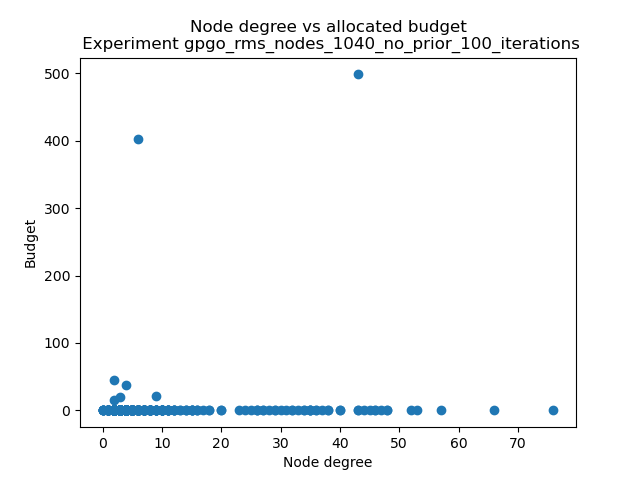 Node degree vs allocated budget
Experiment gpgo_rms_nodes_1040_no_prior_100_iterations
500
400
300
200
100
0
Budget
0 10 20 30 40 50 60 70
Node degree